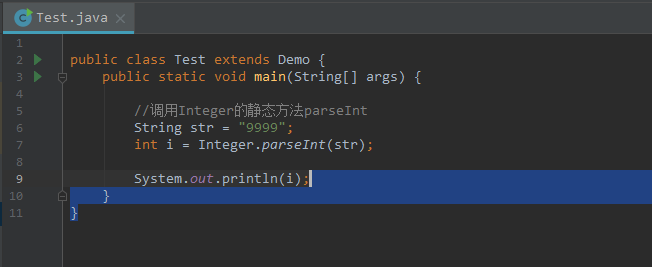 Test.java
1
2 public class Test extends Demo {
3 public static void main(String[] args) {
4
5 //调用Integer的静态方法parseInt
6 String str = "9999";
7 int i = Integer.parseInt(str);
8
9 System.out.println(i);
10 }
11 }